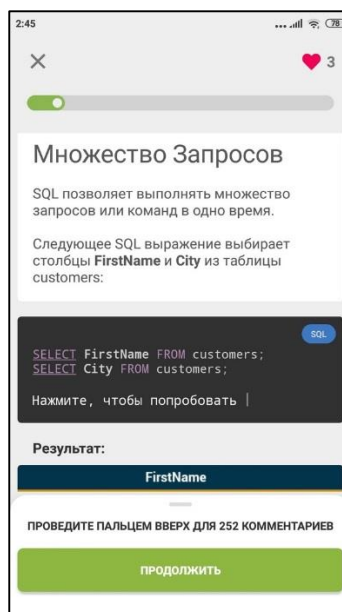 2:45
78
3
Множество Запросов
SQL позволяет выполнять множество
запросов или команд в одно время.
Следующее SQL выражение выбирает
столбцы FirstName и City из таблицы
customers:
SQL
SELECT FirstName FROM customers;
SELECT City FROM customers;
Нажмите, чтобы попробовать
Результат:
FirstName
ПРОВЕДИТЕ ПАЛЬЦЕМ ВВЕРХ ДЛЯ 252 КОММЕНТАРИЕВ
ПРОДОЛЖИТЬ